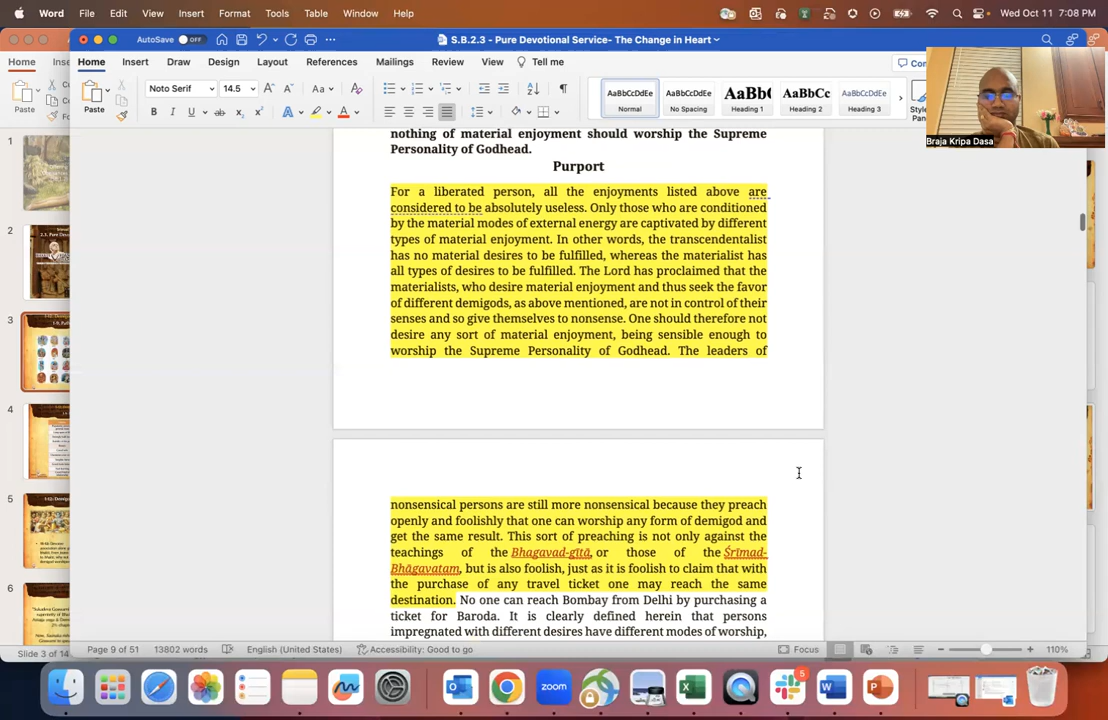 Word File Edit View Insert Format Tools Table Window Help Wed Oct 11 7:08 PM
AutoSave OFF S.B.2.3 - Pure Devotional Service- The Change in Heart
Home Insert Draw Design Layout References Mailings Review View Tell me
Paste Paste Noto Serif 14.5
AaBbCcDdEe AaBbCcDdEe AaBbC AaBbCc AaBbCcDdEe
Normal No Spacing Heading 1 Heading 2 Heading 3
Braja Kripa Dasa
nothing of material enjoyment should worship the Supreme
Personality of Godhead.
Purport
For a liberated person, all the enjoyments listed above are
considered to be absolutely useless. Only those who are conditioned
by the material modes of external energy are captivated by different
types of material enjoyment. In other words, the transcendentalist
has no material desires to be fulfilled, whereas the materialist has
all types of desires to be fulfilled. The Lord has proclaimed that the
materialists, who desire material enjoyment and thus seek the favor
of different demigods, as above mentioned, are not in control of their
senses and so give themselves to nonsense. One should therefore not
desire any sort of material enjoyment, being sensible enough to
worship the Supreme Personality of Godhead. The leaders of
nonsensical persons are still more nonsensical because they preach
openly and foolishly that one can worship any form of demigod and
get the same result. This sort of preaching is not only against the
teachings of the Bhagavad-gītā, or those of the Śrīmad-
Bhāgavatam, but is also foolish, just as it is foolish to claim that with
the purchase of any travel ticket one may reach the same
destination. No one can reach Bombay from Delhi by purchasing a
ticket for Baroda. It is clearly defined herein that persons
impregnated with different desires have different modes of worship,
1
2
3
4
5
6
Page 9 of 51 13802 words English (United States) Accessibility: Good to go Focus 110%
Slide 3 of 14
zoom
5